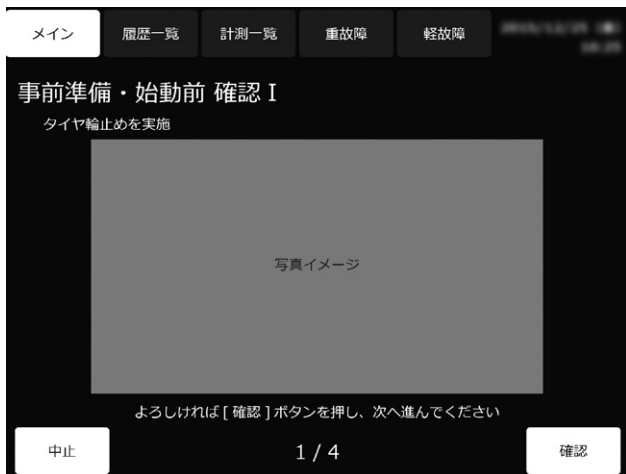 メイン
履歴一覧
計測一覧
重故障
軽故障
事前準備・始動前 確認 I
タイヤ輪止めを実施
写真イメージ
よろしければ [ 確認 ] ボタンを押し、次へ進んでください
中止
1 / 4
確認